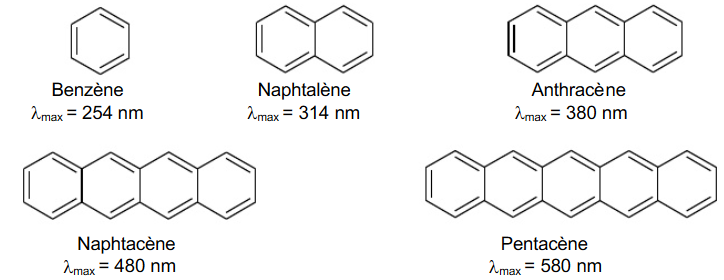 Benzène
λmax = 254 nm
Naphtalène
λmax = 314 nm
Anthracène
λmax = 380 nm
Naphtacène
λmax = 480 nm
Pentacène
λmax = 580 nm